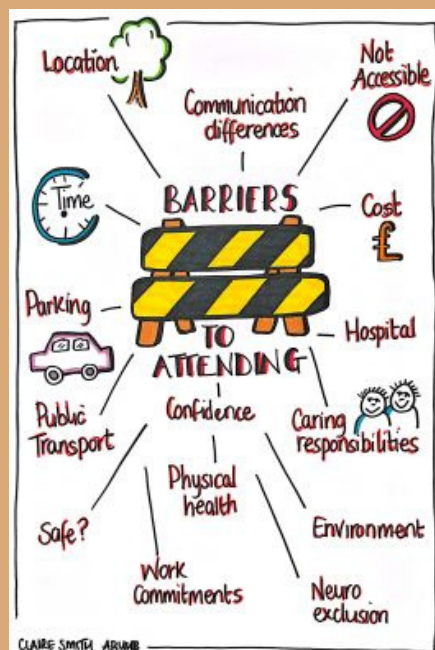 Location
Not
Accessible
Communication
differences
BARRIERS
Time
Cost
£
Parking
TO
ATTENDING
Hospital
Public
Transport
Confidence
Caring
responsibilities
Physical
health
Safe?
Environment
Work
Commitments
Neuro
exclusion
CLAIRE SMITH